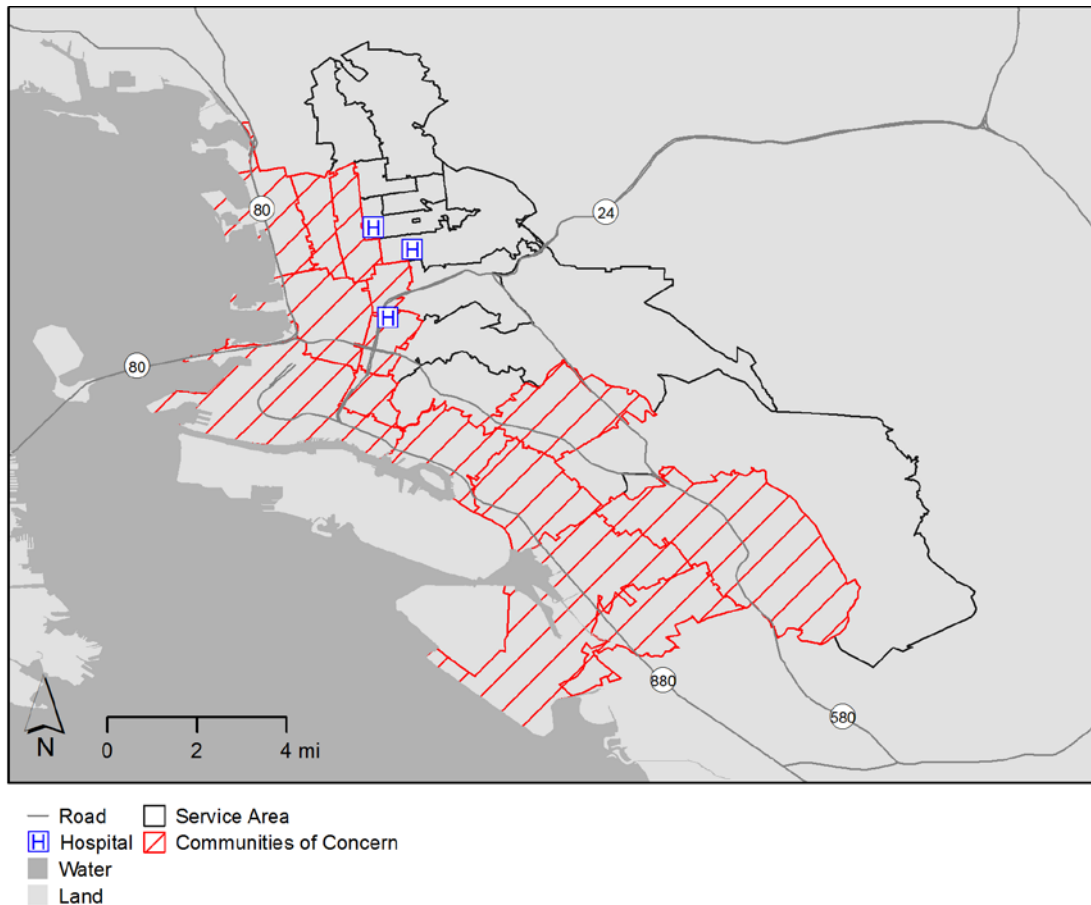 24
80
H
H
H
80
880
580
N
0 2 4 mi
Road Service Area
H Hospital Communities of Concern
Water
Land